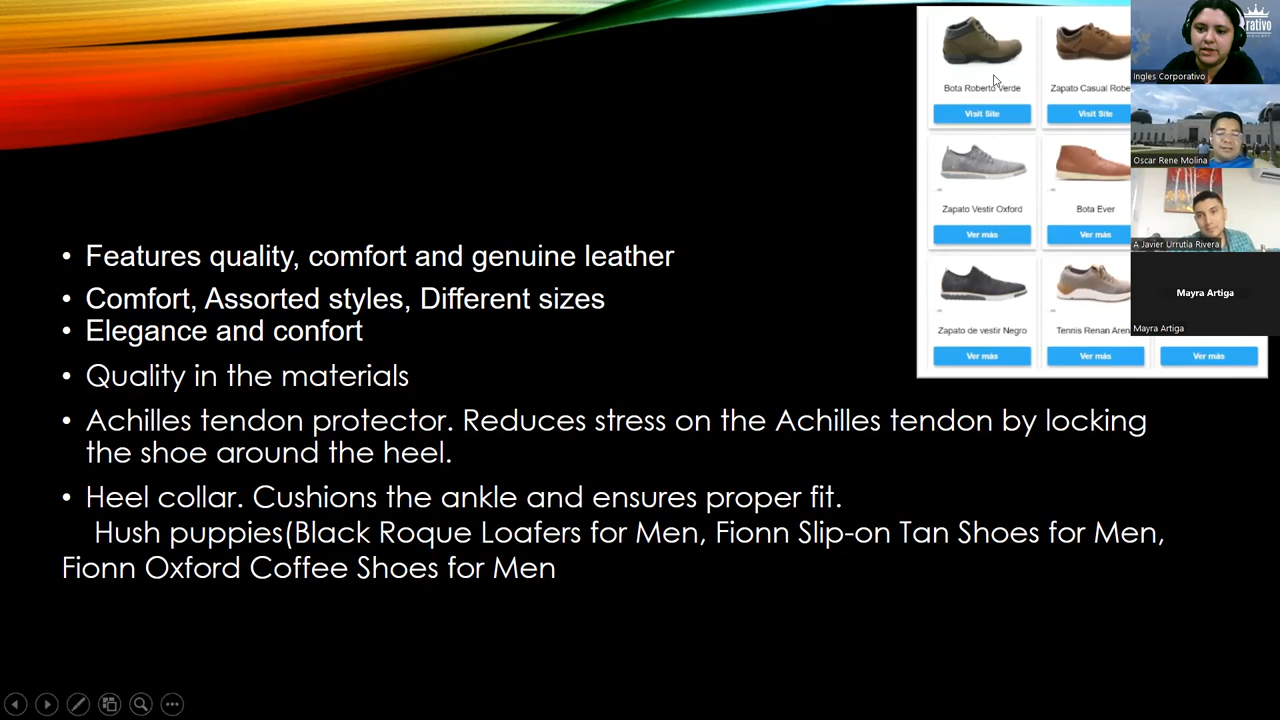 Features quality, comfort and genuine leather
Comfort, Assorted styles, Different sizes
Elegance and confort
Quality in the materials
Achilles tendon protector. Reduces stress on the Achilles tendon by locking
the shoe around the heel.
Heel collar. Cushions the ankle and ensures proper fit.
Hush puppies(Black Roque Loafers for Men, Fionn Slip-on Tan Shoes for Men,
Fionn Oxford Coffee Shoes for Men
Bota Roberto Verde
Zapato Casual Robe
Visit Site
Visit Site
Zapato Vestir Oxford
Bota Ever
Ver más
Ver más
Zapato de vestir Negro
Tennis Renan Aren
Ver más
Ver más
Ver más
rativo
Ingles Corporativo
Oscar Rene Molina
A Javier Urrutia Rivera
Mayra Artiga
Mayra Artiga